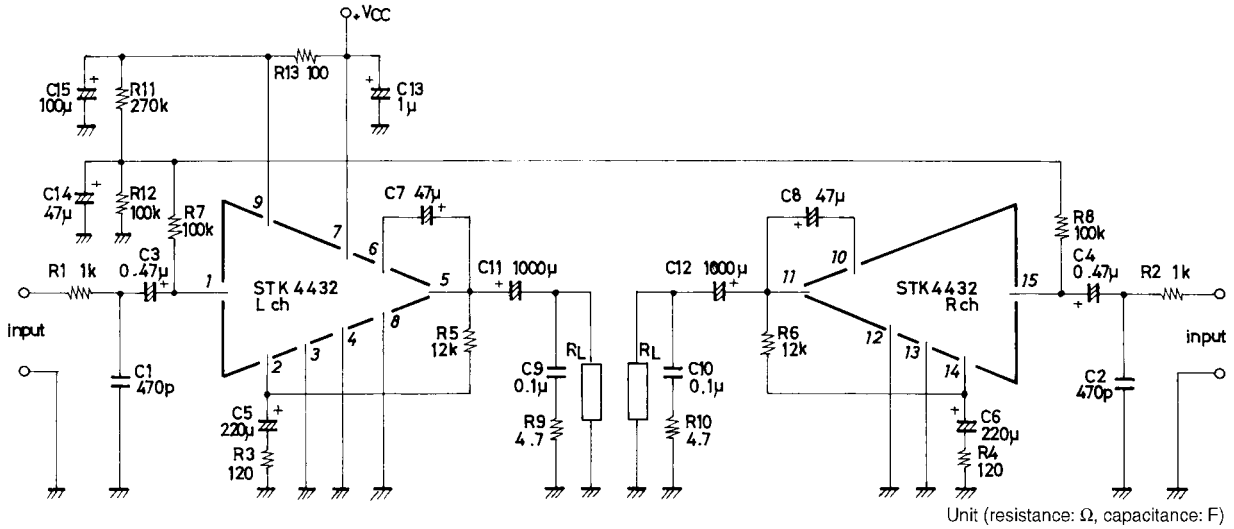 +VCC
R13 100
C15
100µ
R11
270k
C13
1µ
C14
47µ
R12
100k
R7
100k
9
7
6
C7 47µ
C8 47µ
10
R8
100k
C3
0.47µ
R1 1k
input
1
STK4432
L ch
5
C11 1000µ
C12 1000µ
11
STK4432
R ch
15
C4
0.47µ
R2 1k
input
2
3
4
8
R5
12k
R6
12k
12
13
14
RL
RL
C1
470p
C5
220µ
R3
120
C9
0.1µ
R9
4.7
C10
0.1µ
R10
4.7
C6
220µ
R4
120
C2
470p
Unit (resistance: Ω, capacitance: F)